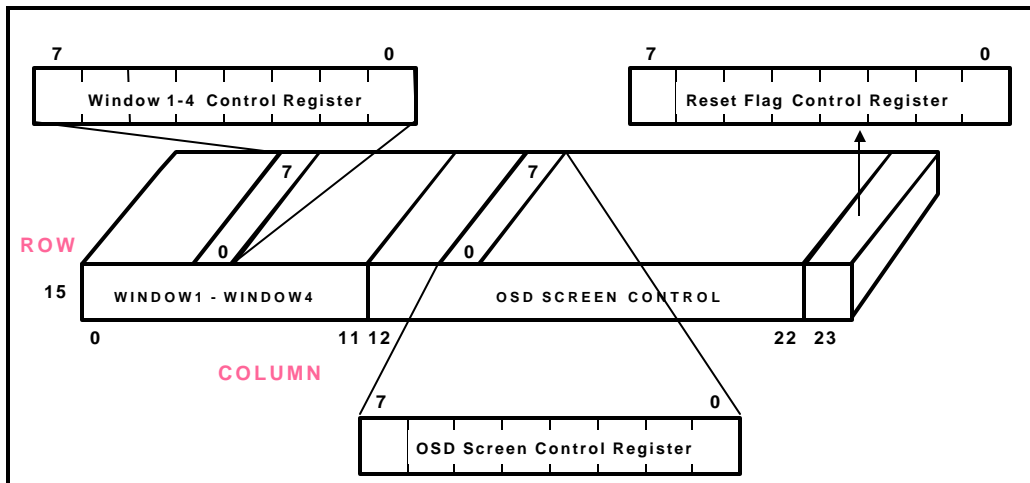 7 0
Window 1-4 Control Register
7 0
Reset Flag Control Register
7 7
ROW
0 0
15
WINDOW1 - WINDOW4
OSD SCREEN CONTROL
0 11 12 22 23
COLUMN
7 0
OSD Screen Control Register